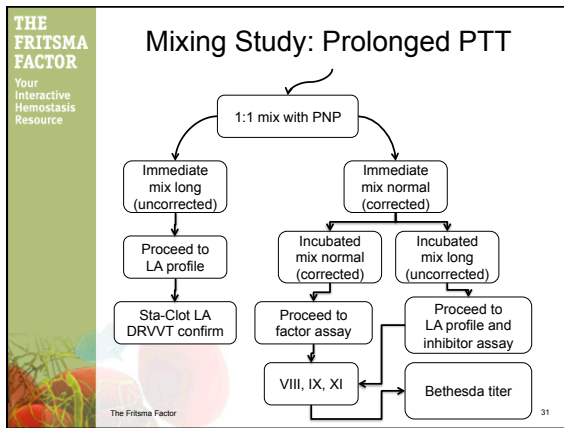 THE
FRITSMA
FACTOR
Your
Interactive
Hemostasis
Resource
Mixing Study: Prolonged PTT
1:1 mix with PNP
Immediate
mix long
(uncorrected)
Immediate
mix normal
(corrected)
Proceed to
LA profile
Incubated
mix normal
(corrected)
Incubated
mix long
(uncorrected)
Sta-Clot LA
DRVVT confirm
Proceed to
factor assay
Proceed to
LA profile and
inhibitor assay
VIII, IX, XI
Bethesda titer
The Fritsma Factor
31